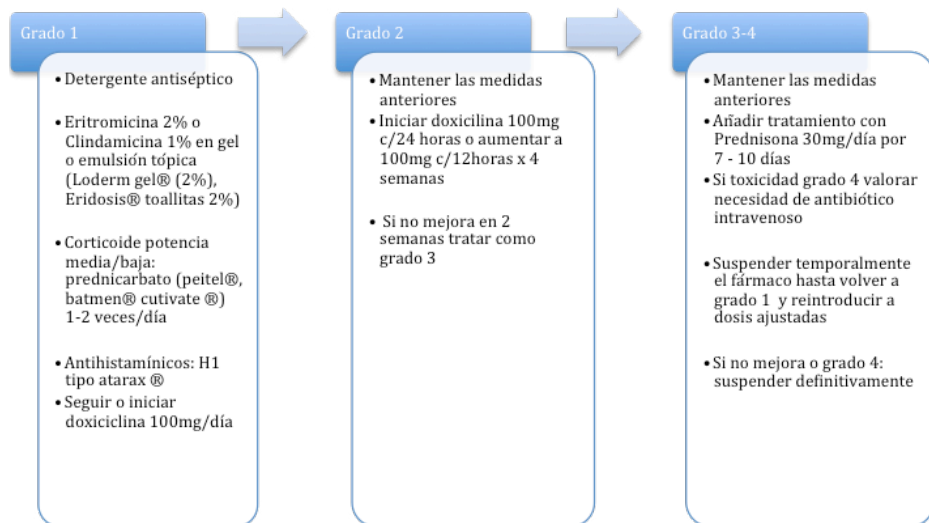 Grado 1
• Detergente antiséptico
• Eritromicina 2% o
Clindamicina 1% en gel
o emulsión tópica
(Loderm gel® (2%),
Eridosis® toallitas 2%)
• Corticoide potencia
media/baja:
prednicarbato (peitel®,
batmen® cutivate ®)
1-2 veces/día
• Antihistamínicos: H1
tipo atarax ®
• Seguir o iniciar
doxiciclina 100mg/día
Grado 2
• Mantener las medidas
anteriores
• Iniciar doxicilina 100mg
c/24 horas o aumentar a
100mg c/12horas x 4
semanas
• Si no mejora en 2
semanas tratar como
grado 3
Grado 3-4
• Mantener las medidas
anteriores
• Añadir tratamiento con
Prednisona 30mg/día por
7 - 10 días
• Si toxicidad grado 4 valorar
necesidad de antibiótico
intravenoso
• Suspender temporalmente
el fármaco hasta volver a
grado 1 y reintroducir a
dosis ajustadas
• Si no mejora o grado 4:
suspender definitivamente